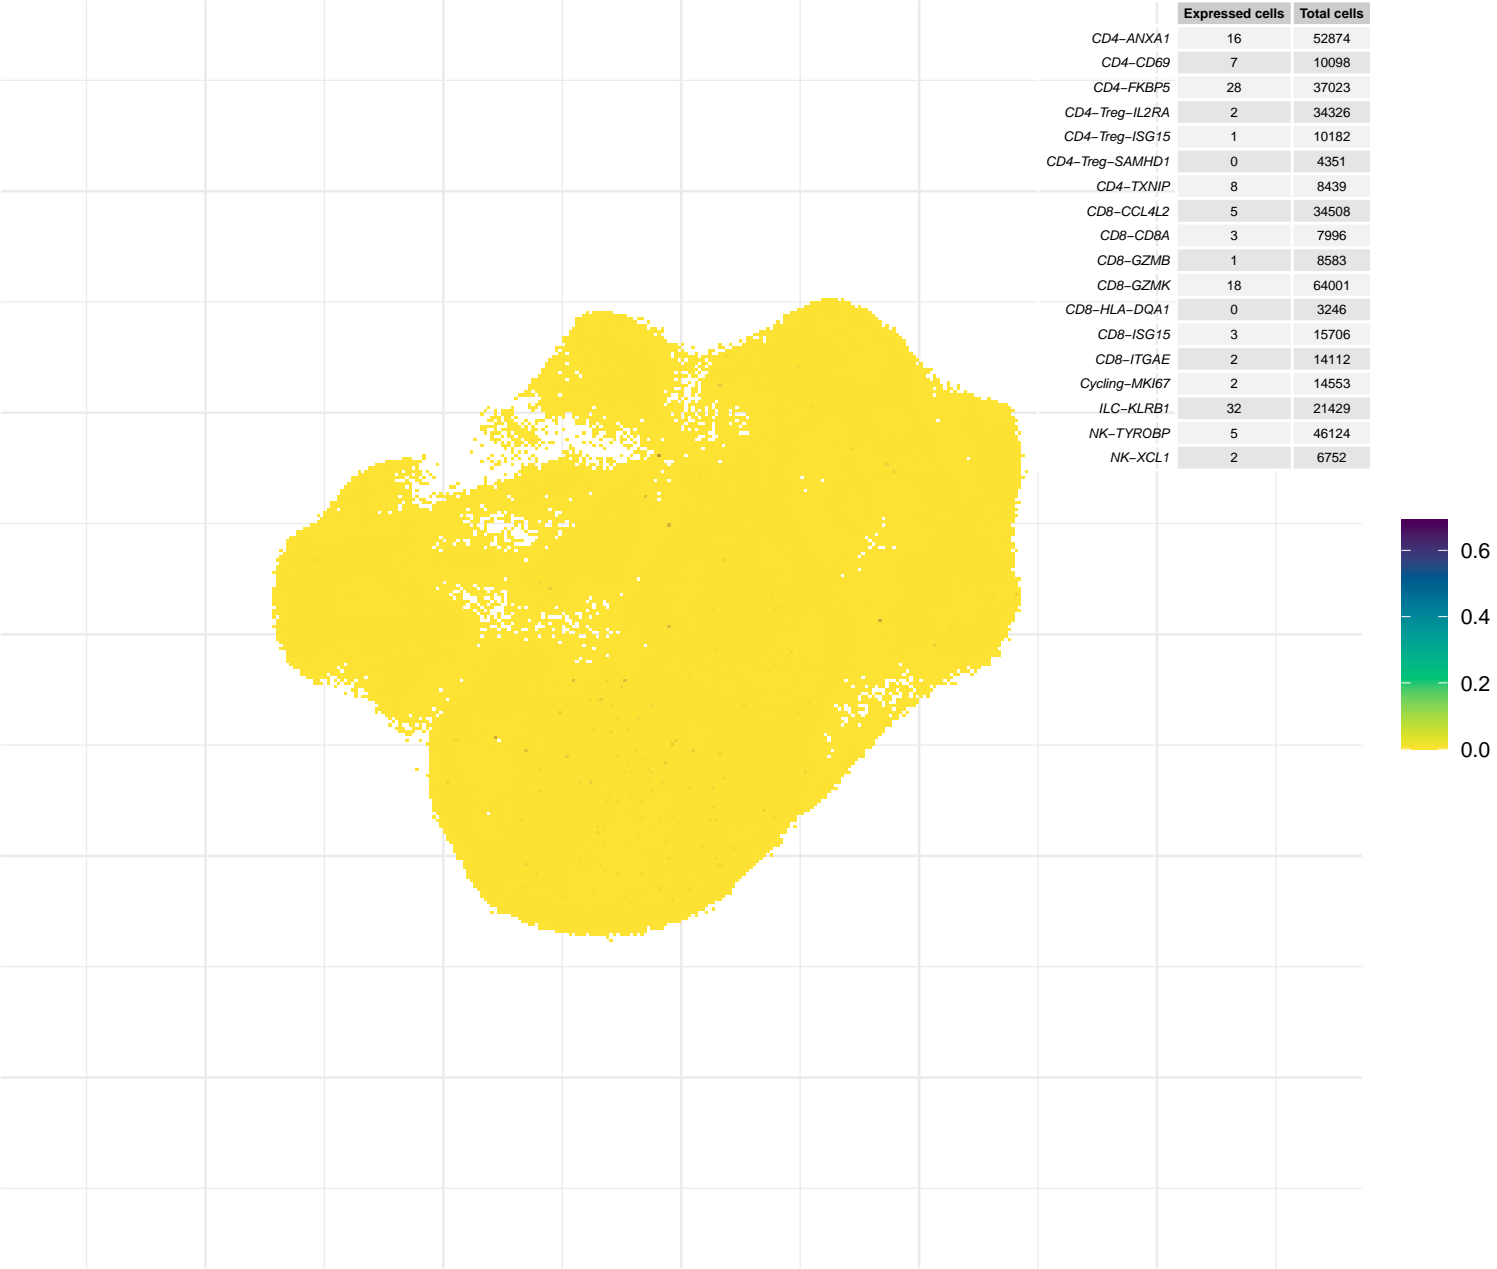 Expressed cells Total cells
CD4−ANXA1 16 52874
CD4−CD69 7 10098
CD4−FKBP5 28 37023
CD4−Treg−IL2RA 2 34326
CD4−Treg−ISG15 1 10182
CD4−Treg−SAMHD1 0 4351
CD4−TXNIP 8 8439
CD8−CCL4L2 5 34508
CD8−CD8A 3 7996
CD8−GZMB 1 8583
CD8−GZMK 18 64001
CD8−HLA−DQA1 0 3246
CD8−ISG15 3 15706
CD8−ITGAE 2 14112
Cycling−MKI67 2 14553
ILC−KLRB1 32 21429
NK−TYROBP 5 46124
NK−XCL1 2 6752
0.6
0.4
0.2
0.0